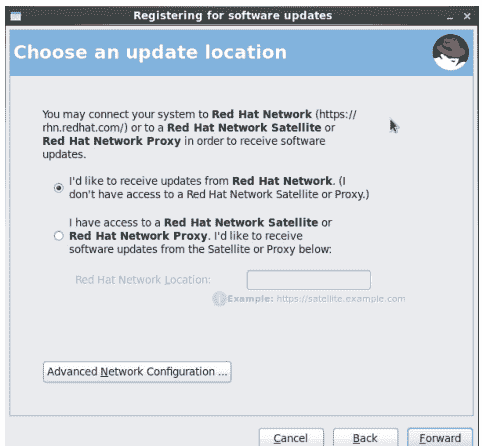 Registering for software updates
Choose an update location
You may connect your system to Red Hat Network (https://
rhn.redhat.com/) or to a Red Hat Network Satellite or
Red Hat Network Proxy in order to receive software
updates.
I'd like to receive updates from Red Hat Network. (I
don't have access to a Red Hat Network Satellite or Proxy.)
I have access to a Red Hat Network Satellite or
Red Hat Network Proxy. I'd like to receive
software updates from the Satellite or Proxy below:
Red Hat Network Location:
Example: https://satellite.example.com
Advanced Network Configuration ...
Cancel Back Forward